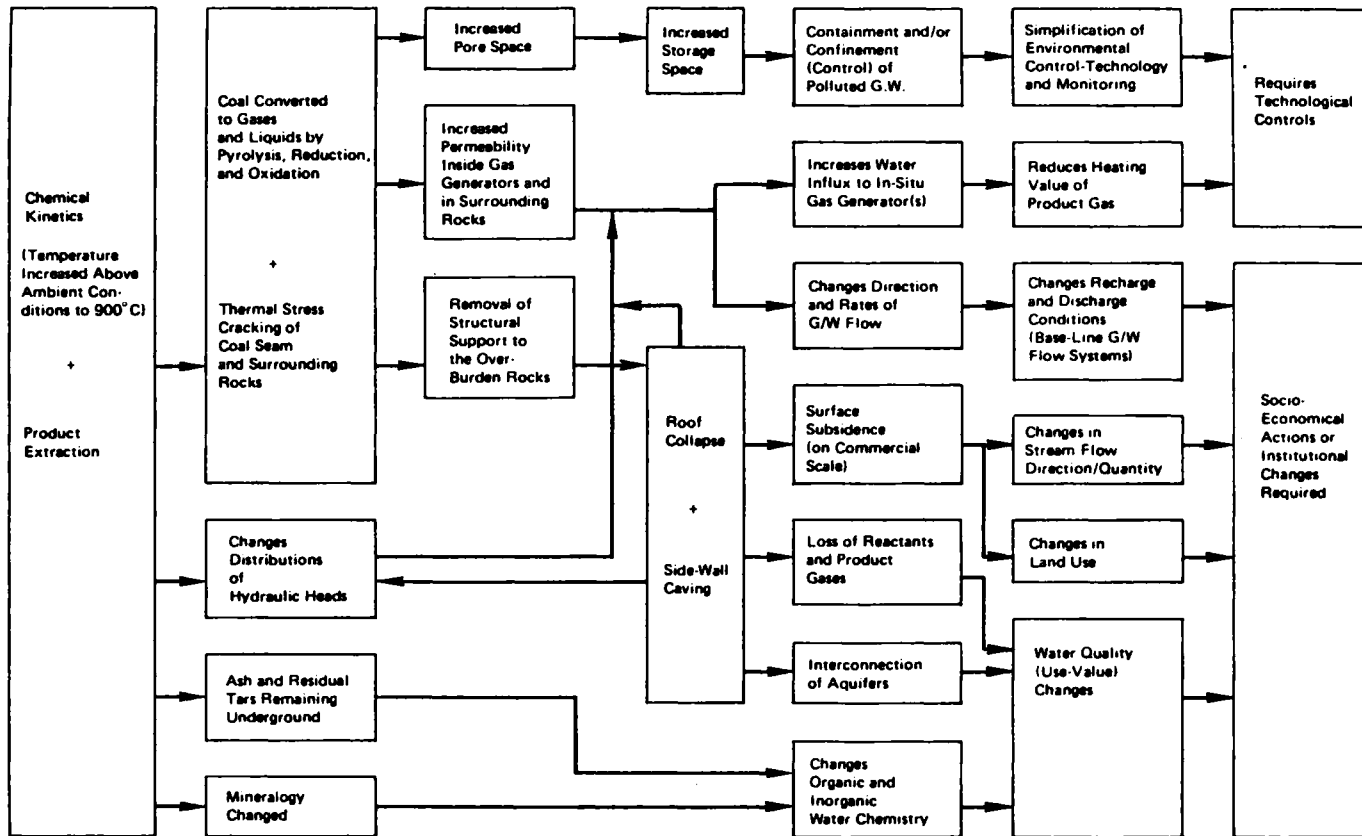 Chemical
Kinetics
(Temperature
Increased Above
Ambient Con-
ditions to 900°C)
+
Product
Extraction
Coal Converted
to Gases
and Liquids by
Pyrolysis, Reduction,
and Oxidation
+
Thermal Stress
Cracking of
Coal Seam
and Surrounding
Rocks
Changes
Distributions
of
Hydraulic Heads
Ash and Residual
Tars Remaining
Underground
Mineralogy
Changed
Increased
Pore Space
Increased
Permeability
Inside Gas
Generators and
in Surrounding
Rocks
Removal of
Structural
Support to
the Over-
Burden Rocks
Increased
Storage
Space
Roof
Collapse
+
Side-Wall
Caving
Containment and/or
Confinement
(Control) of
Polluted G.W.
Increases Water
Influx to In-Situ
Gas Generator(s)
Changes Direction
and Rates of
G/W Flow
Surface
Subsidence
(on Commercial
Scale)
Loss of Reactants
and Product
Gases
Interconnection
of Aquifers
Changes
Organic and
Inorganic
Water Chemistry
Simplification of
Environmental
Control-Technology
and Monitoring
Reduces Heating
Value of
Product Gas
Changes Recharge
and Discharge
Conditions
(Base-Line G/W
Flow Systems)
Changes in
Stream Flow
Direction/Quantity
Changes in
Land Use
Water Quality
(Use-Value)
Changes
Requires
Technological
Controls
Socio-
Economical
Actions or
Institutional
Changes
Required